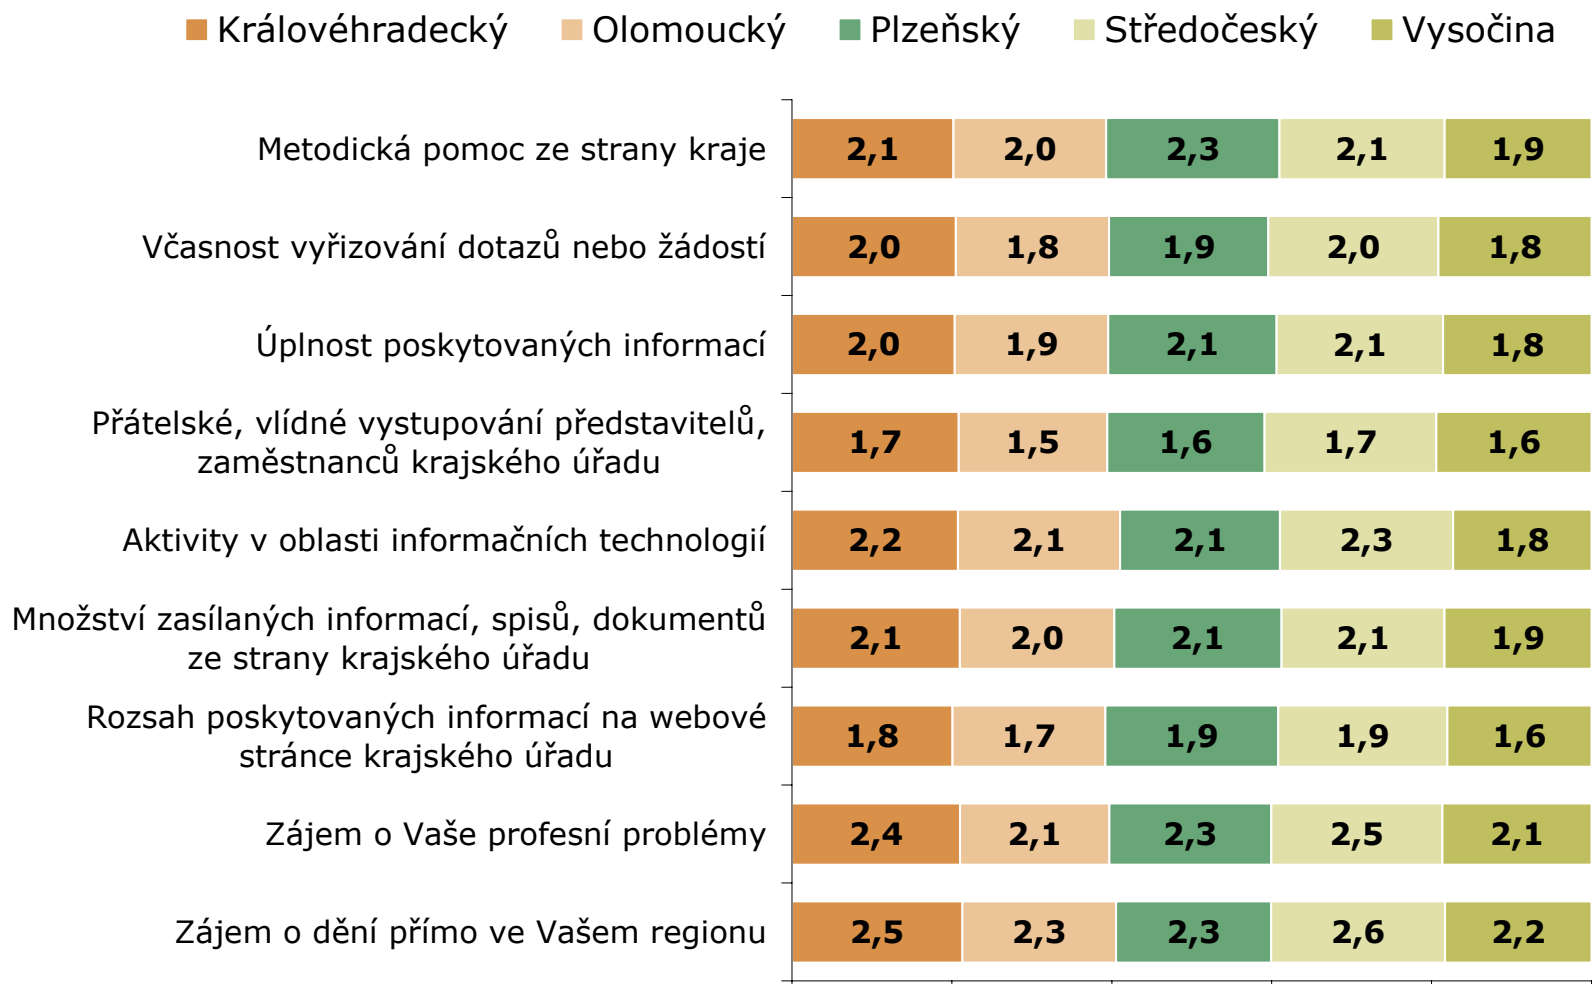 Královéhradecký Olomoucký Plzeňský Středočeský Vysočina
Metodická pomoc ze strany kraje 2,1 2,0 2,3 2,1 1,9
Včasnost vyřizování dotazů nebo žádostí 2,0 1,8 1,9 2,0 1,8
Úplnost poskytovaných informací 2,0 1,9 2,1 2,1 1,8
Přátelské, vlídné vystupování představitelů,
zaměstnanců krajského úřadu 1,7 1,5 1,6 1,7 1,6
Aktivity v oblasti informačních technologií 2,2 2,1 2,1 2,3 1,8
Množství zasílaných informací, spisů, dokumentů
ze strany krajského úřadu 2,1 2,0 2,1 2,1 1,9
Rozsah poskytovaných informací na webové
stránce krajského úřadu 1,8 1,7 1,9 1,9 1,6
Zájem o Vaše profesní problémy 2,4 2,1 2,3 2,5 2,1
Zájem o dění přímo ve Vašem regionu 2,5 2,3 2,3 2,6 2,2